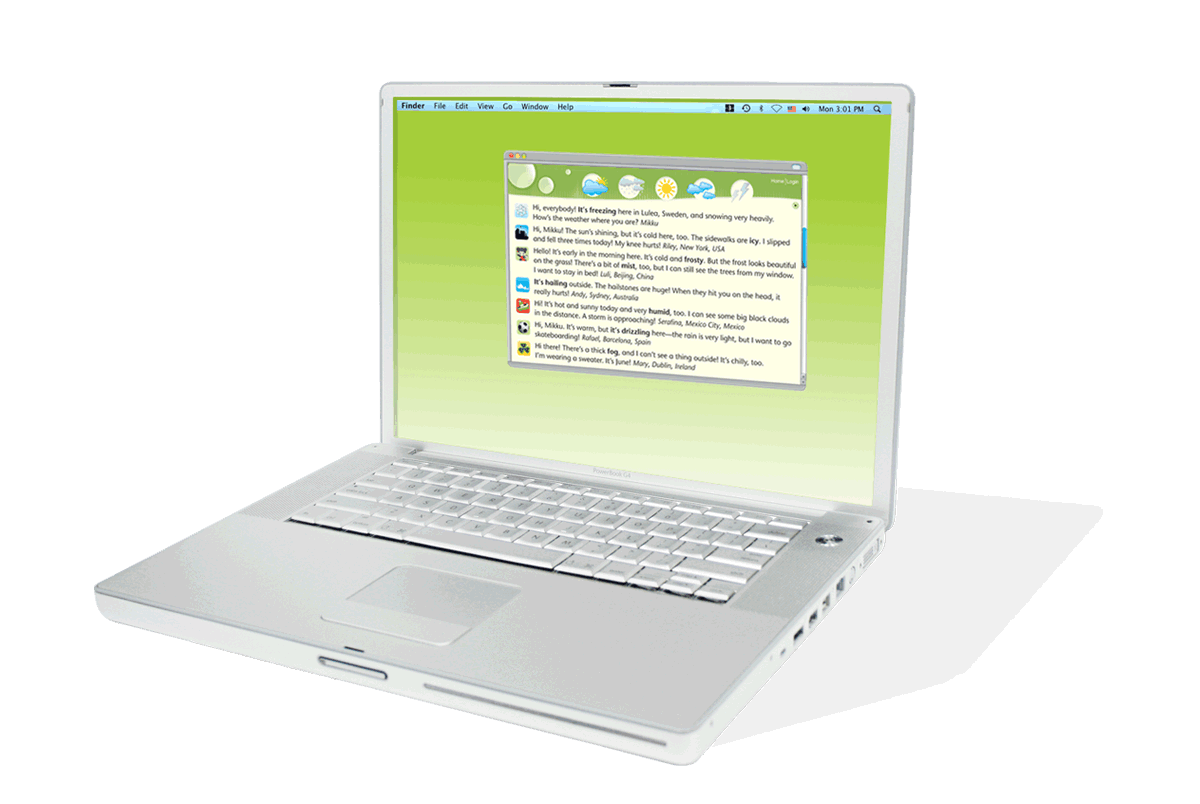 Finder File Edit View Go Window Help Mon 3:01 PM
Home | Login
Hi, everybody! It's freezing here in Lulea, Sweden, and snowing very heavily.
How's the weather where you are? Mikku
Hi, Mikku! The sun's shining, but it's cold here, too. The sidewalks are icy. I slipped
and fell three times today! My knee hurts! Riley, New York, USA
Hello! It's early in the morning here. It's cold and frosty. But the frost looks beautiful
on the grass! There's a bit of mist, too, but I can still see the trees from my window.
I want to stay in bed! Luli, Beijing, China
It's hailing outside. The hailstones are huge! When they hit you on the head, it
really hurts! Andy, Sydney, Australia
Hi! It's hot and sunny today and very humid, too. I can see some big black clouds
in the distance. A storm is approaching! Serafina, Mexico City, Mexico
Hi, Mikku. It's warm, but it's drizzling here—the rain is very light, but I want to go
skateboarding! Rafael, Barcelona, Spain
Hi there! There's a thick fog, and I can't see a thing outside! It's chilly, too.
I'm wearing a sweater. It's June! Mary, Dublin, Ireland
PowerBook G4